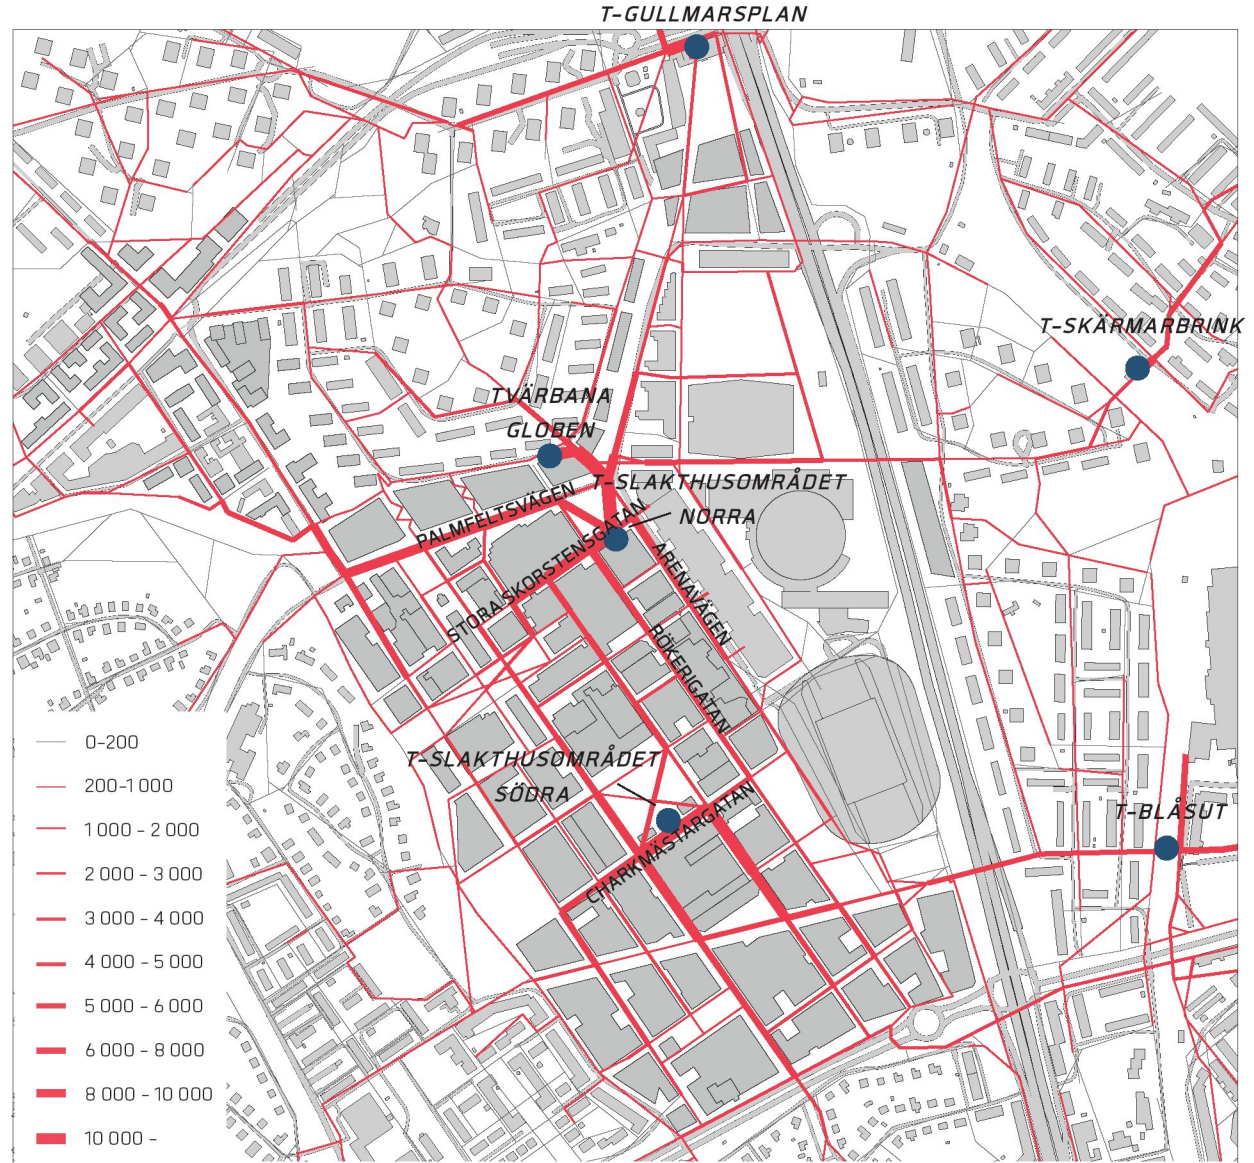 T-GULLMARSPLAN
T-SKÄRMARBRINK
TVÄRBANA
GLOBEN
T-SLAKTHUSOMRÅDET
NORRA
PALMFELTSVÄGEN
STORA SKORSTENSGATAN
ARENAVÄGEN
RÖKERIGATAN
T-SLAKTHUSOMRÅDET
SÖDRA
CHARKMÄSTARGATAN
T-BLÅSUT
0-200
200-1 000
1 000 - 2 000
2 000 - 3 000
3 000 - 4 000
4 000 - 5 000
5 000 - 6 000
6 000 - 8 000
8 000 - 10 000
10 000 -